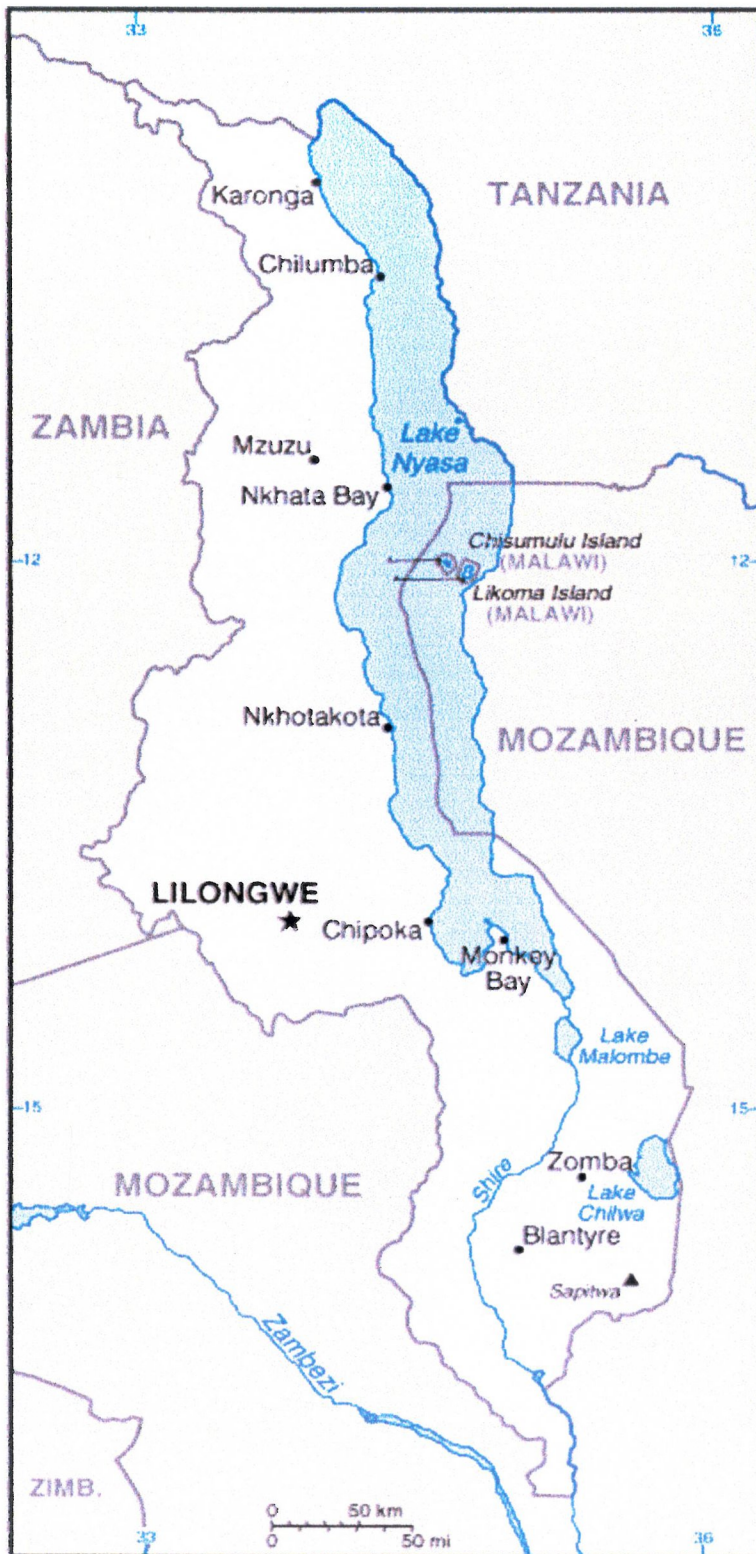 33
35
TANZANIA
Karonga
Chilumba
ZAMBIA
Lake
Nyasa
Mzuzu
Nkhata Bay
Chisumulu Island
(MALAWI)
12
12
Likoma Island
(MALAWI)
Nkhotakota
MOZAMBIQUE
LILONGWE
Chipoka
Monkey
Bay
Lake
Malombe
15
15
MOZAMBIQUE
Shire
Zomba
Lake
Chilwa
Blantyre
Sapitwa
Zambezi
ZIMB.
0 50 km
0 50 mi
33
36